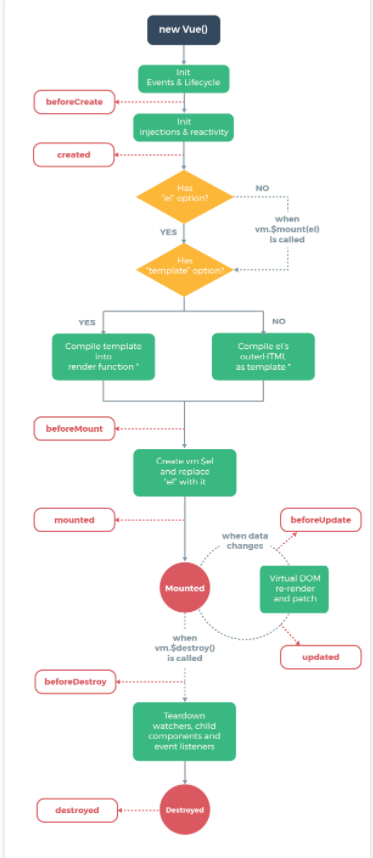 new Vue()
Init
Events & Lifecycle
beforeCreate
Init
injections & reactivity
created
Has
"el" option?
NO
when
vm.$mount(el)
is called
YES
Has
"template" option?
YES
NO
Compile template
into
render function *
Compile el's
outerHTML
as template *
beforeMount
Create vm.$el
and replace
"el" with it
mounted
beforeUpdate
when data
changes
Mounted
Virtual DOM
re-render
and patch
updated
when
vm.$destroy()
is called
beforeDestroy
Teardown
watchers, child
components and
event listeners
destroyed
Destroyed